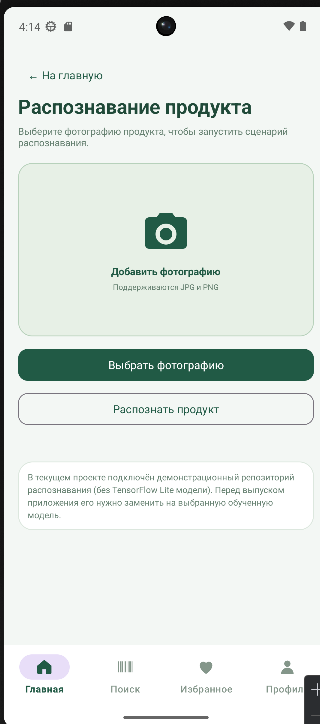 4:14
← На главную
Распознавание продукта
Выберите фотографию продукта, чтобы запустить сценарий
распознавания.
Добавить фотографию
Поддерживаются JPG и PNG
Выбрать фотографию
Распознать продукт
В текущем проекте подключён демонстрационный репозиторий
распознавания (без TensorFlow Lite модели). Перед выпуском
приложения его нужно заменить на выбранную обученную
модель.
Главная
Поиск
Избранное
Профил